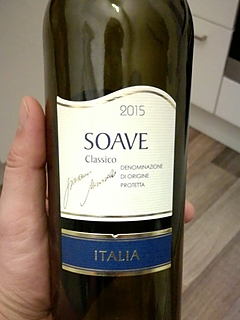 2015
SOAVE
Classico
DENOMINAZIONE
DI ORIGINE
PROTETTA
ITALIA